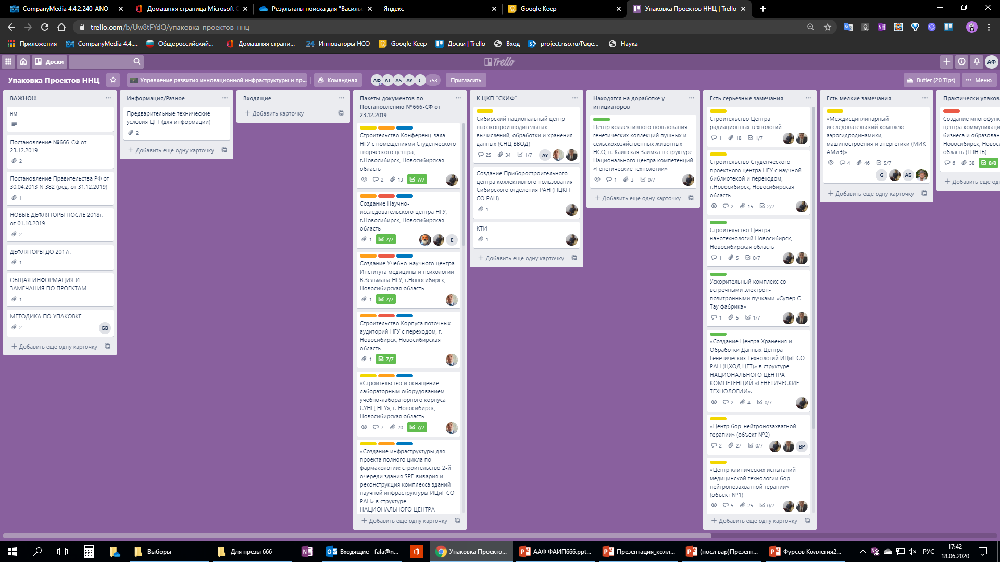 CompanyMedia 4.4.2.240-ANO
Домашняя страница Microsoft
Результаты поиска для "Василье
Яндекс
Google Keep
Упаковка Проектов ННЦ | Trello
trello.com/b/Uw8tFYdQ/упаковка-проектов-ннц
Приложения
CompanyMedia 4.4....
Общероссийский...
Домашняя страни...
Инноваторы НСО
Google Keep
Доски | Trello
Вход
project.nso.ru/Page...
Наука
Доски
Trello
АФ
Упаковка Проектов ННЦ
Управление развития инновационной инфраструктуры и пр...
Командная
АФ AT AS AY C +53
Пригласить
Butler (20 Tips)
Меню
ВАЖНО!!!
нм
Постановление №666-СФ от
23.12.2019
2
Постановление Правительства РФ от
30.04.2013 N 382 (ред. от 31.12.2019)
1
НОВЫЕ ДЕФЛЯТОРЫ ПОСЛЕ 2018г.
от 01.10.2019
2
ДЕФЛЯТОРЫ ДО 2017г.
1
ОБЩАЯ ИНФОРМАЦИЯ И
ЗАМЕЧАНИЯ ПО ПРОЕКТАМ
1
МЕТОДИКА ПО УПАКОВКЕ
2
БВ
+ Добавить еще одну карточку
Информация/Разное
Предварительные технические
условия ЦГТ (для информации)
2
+ Добавить еще одну карточку
Входящие
+ Добавить карточку
Пакеты документов по
Постановлению №666-СФ от
23.12.2019
Строительство Конференц-зала
НГУ с помещениями Студенческого
творческого центра,
г.Новосибирск, Новосибирская
область
2 13 7/7
Создание Научно-
исследовательского центра НГУ,
г.Новосибирск, Новосибирская
область
1 7/7 E
Создание Учебно-научного центра
Института медицины и психологии
В.Зельмана НГУ, г.Новосибирск,
Новосибирская область
1 7/7
Строительство Корпуса поточных
аудиторий НГУ с переходом, г.
Новосибирск, Новосибирская
область
1 7/7
«Строительство и оснащение
лабораторным оборудованием
учебно-лабораторного корпуса
СУНЦ НГУ», г. Новосибирск,
Новосибирская область
7 20 7/7
«Создание инфраструктуры для
проекта полного цикла по
фармакологии: строительство 2-й
очереди здания SPF-вивария и
реконструкция комплекса зданий
научной инфраструктуры ИЦиГ СО
РАН» в структуре
НАЦИОНАЛЬНОГО ЦЕНТРА
+ Добавить еще одну карточку
К ЦКП "СКИФ"
Сибирский национальный центр
высокопроизводительных
вычислений, обработки и хранения
данных (СНЦ ВВОД)
25 34 1/7 AY
Создание Приборостроительного
центра коллективного пользования
Сибирского отделения РАН (ПЦКП
СО РАН)
1
КТИ
1
+ Добавить еще одну карточку
Находятся на доработке у
инициаторов
Центр коллективного пользования
генетических коллекций пушных и
сельскохозяйственных животных
НСО, п. Каинская Заимка в структуре
Национального центра компетенций
«Генетические технологии»
1 3 0/7
+ Добавить еще одну карточку
Есть серьезные замечания
Строительство Центра
радиационных технологий
1 18 1/7
Строительство Студенческого
проектного центра НГУ с научной
библиотекой и переходом,
г.Новосибирск, Новосибирская
область
2 15 2/7
Строительство Центра
нанотехнологий Новосибирск,
Новосибирская область
1 5 0/7
Ускорительный комплекс со
встречными электрон-
позитронными пучками «Супер С-
Тау фабрика»
1 5 1/7
«Создание Центра Хранения и
Обработки Данных Центра
Генетических Технологий ИЦиГ СО
РАН (ЦХОД ЦГТ)» в структуре
НАЦИОНАЛЬНОГО ЦЕНТРА
КОМПЕТЕНЦИЙ «ГЕНЕТИЧЕСКИЕ
ТЕХНОЛОГИИ».
2 4 0/7
«Центр бор-нейтронозахватной
терапии» (объект №2)
2 27 0/7 ВР
«Центр клинических испытаний
медицинской технологии бор-
нейтронозахватной терапии»
(объект №1)
5 25 0/7
+ Добавить еще одну карточку
Есть мелкие замечания
«Междисциплинарный
исследовательский комплекс
аэрогидродинамики,
машиностроения и энергетики (МИК
АМиЭ)»
4 46 5/7
G АБ
+ Добавить еще одну карточку
Практически упаков
Создание многофунк
центра коммуникаци
бизнеса и образован
Новосибирск, Новоси
область (ГПНТБ)
6 38 8/8
+ Добавить еще одн
Выборы
Для презы 666
Входящие - fala@n...
Упаковка Проекто...
ААФ ФАИП666.ppt...
Презентация_колл...
(посл вар)Презент...
Фурсов Коллегия2...
РУС
17:42
18.06.2020